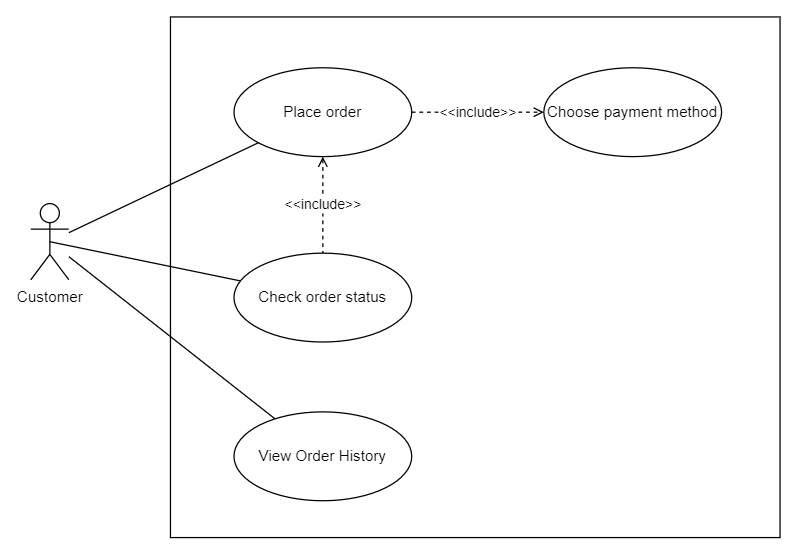 Place order
<<include>>
Choose payment method
<<include>>
Customer
Check order status
View Order History